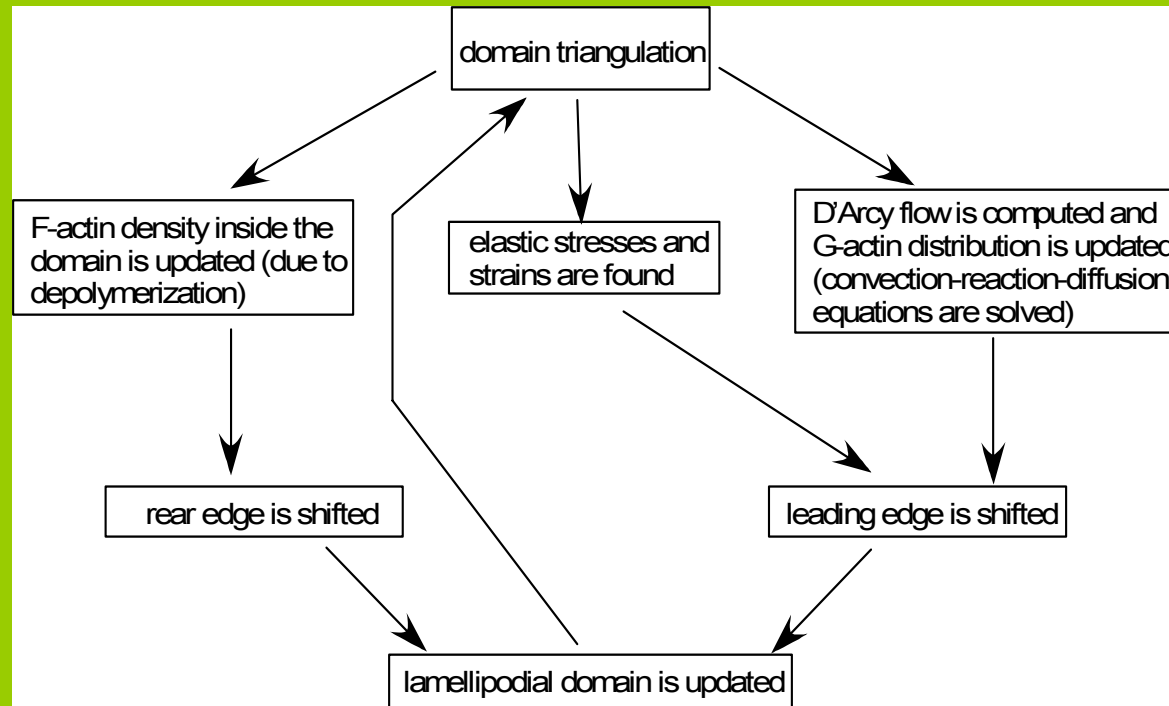 domain triangulation
F-actin density inside the
domain is updated (due to
depolymerization)
elastic stresses and
strains are found
D'Arcy flow is computed and
G-actin distribution is updated
(convection-reaction-diffusion
equations are solved)
rear edge is shifted
leading edge is shifted
lamellipodial domain is updated